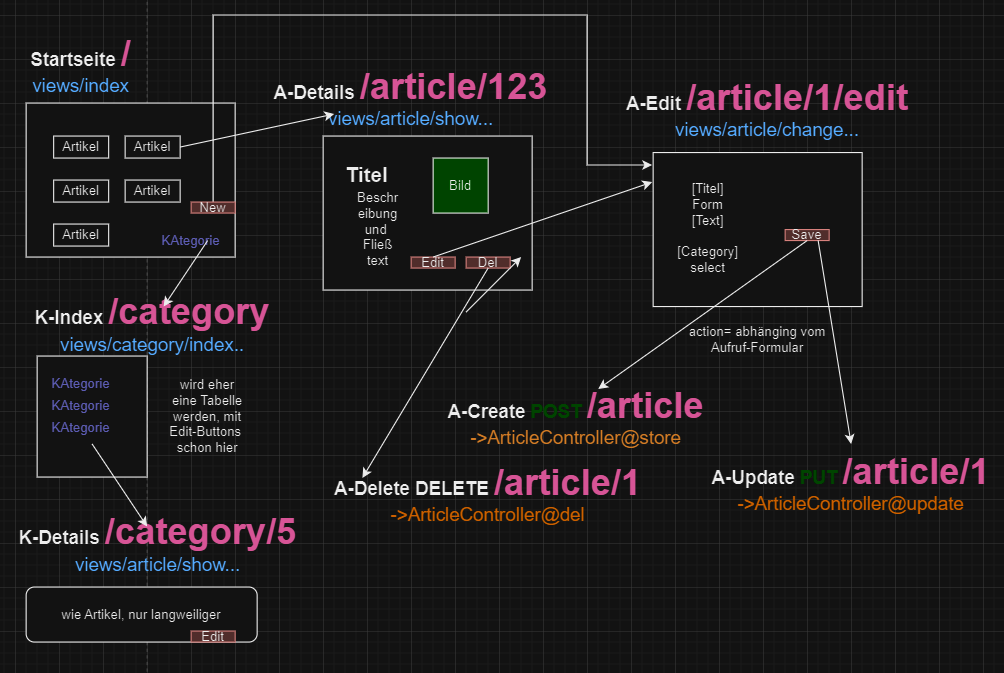 Startseite /
views/index
Artikel
Artikel
Artikel
Artikel
New
Artikel
KAtegorie
A-Details /article/123
views/article/show...
Titel
Beschr
eibung
und
Fließ
text
Bild
Edit
Del
A-Edit /article/1/edit
views/article/change...
[Titel]
Form
[Text]
[Category]
select
Save
action= abhänging vom
Aufruf-Formular
K-Index /category
views/category/index..
KAtegorie
KAtegorie
KAtegorie
wird eher
eine Tabelle
werden, mit
Edit-Buttons
schon hier
A-Create POST /article
->ArticleController@store
A-Delete DELETE /article/1
->ArticleController@del
A-Update PUT /article/1
->ArticleController@update
K-Details /category/5
views/article/show...
wie Artikel, nur langweiliger
Edit